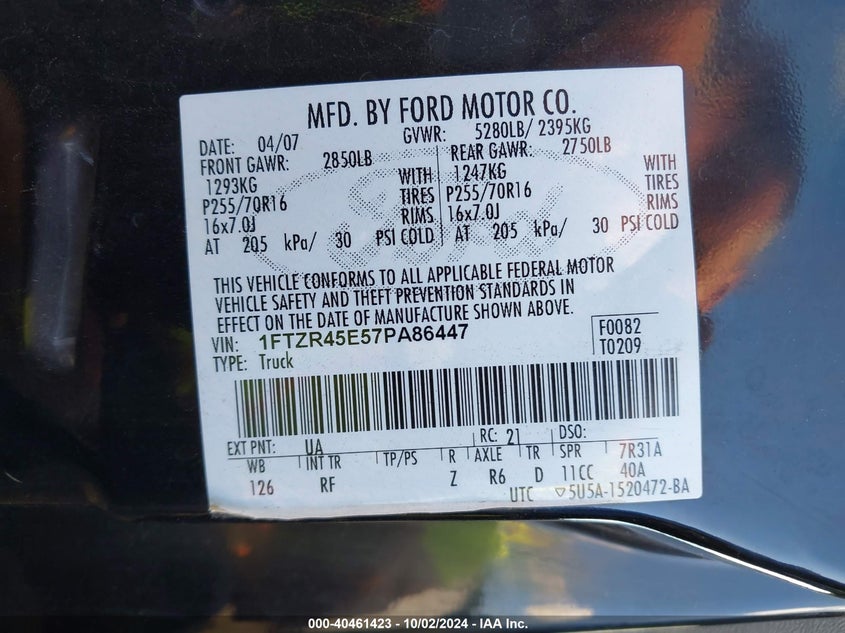 MFD. BY FORD MOTOR CO.
DATE: 04/07 GVWR: 5280LB/ 2395KG
FRONT GAWR: 2850LB REAR GAWR: 2750LB
1293KG WITH 1247KG WITH
P255/70R16 TIRES P255/70R16 TIRES
16x7.0J RIMS 16x7.0J RIMS
AT 205 kPa/ 30 PSI COLD AT 205 kPa/ 30 PSI COLD
THIS VEHICLE CONFORMS TO ALL APPLICABLE FEDERAL MOTOR
VEHICLE SAFETY AND THEFT PREVENTION STANDARDS IN
EFFECT ON THE DATE OF MANUFACTURE SHOWN ABOVE.
VIN: 1FTZR45E57PA86447 F0082
TYPE: Truck T0209
EXT PNT: UA RC: 21 DSO:
WB INT TR TP/PS R AXLE TR SPR 7R31A
126 RF Z R6 D 11CC 40A
UTC ▽5U5A-1520472-BA
000-40461423 - 10/02/2024 - IAA Inc.